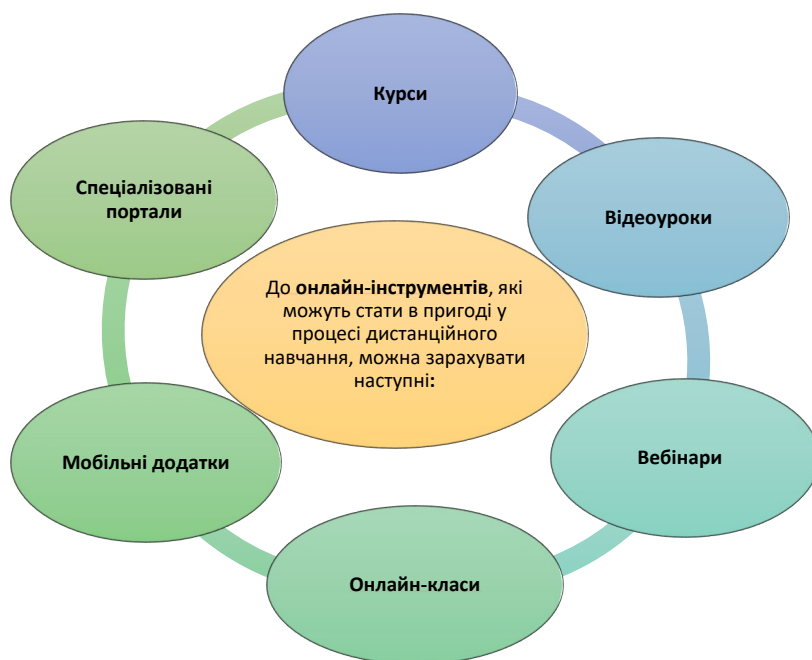 Курси
Відеоуроки
Вебінари
Онлайн-класи
Мобільні додатки
Спеціалізовані
портали
До онлайн-інструментів, які
можуть стати в пригоді у
процесі дистанційного
навчання, можна зарахувати
наступні: